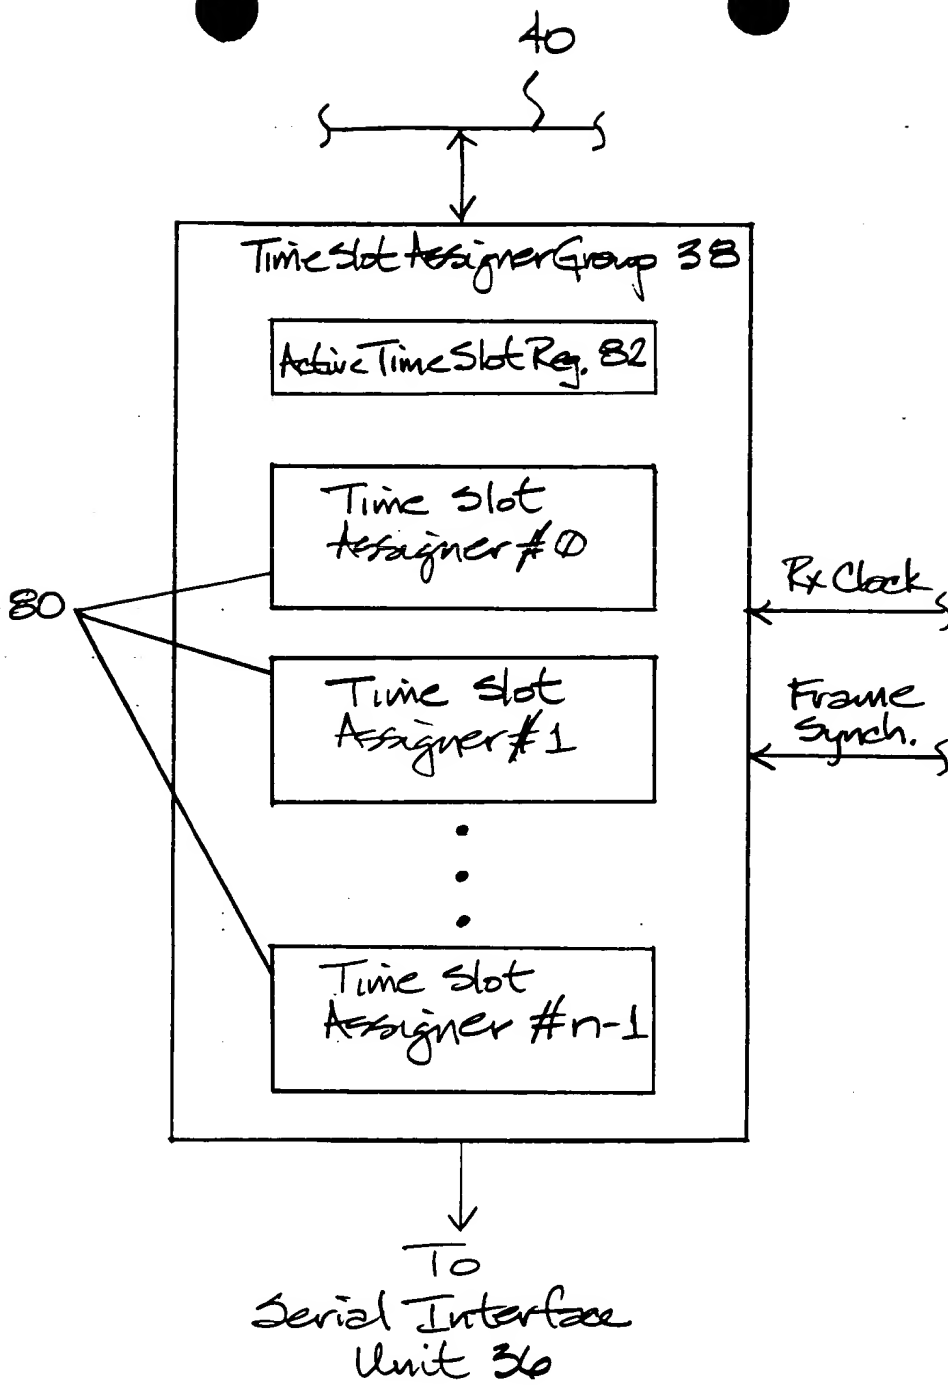 40
Time Slot Assigner Group 38
Active Time Slot Reg. 82
Time Slot
Assigner #0
80
Rx Clock
Time Slot
Assigner #1
Frame
Synch.
Time Slot
Assigner #n-1
To
Serial Interface
Unit 36